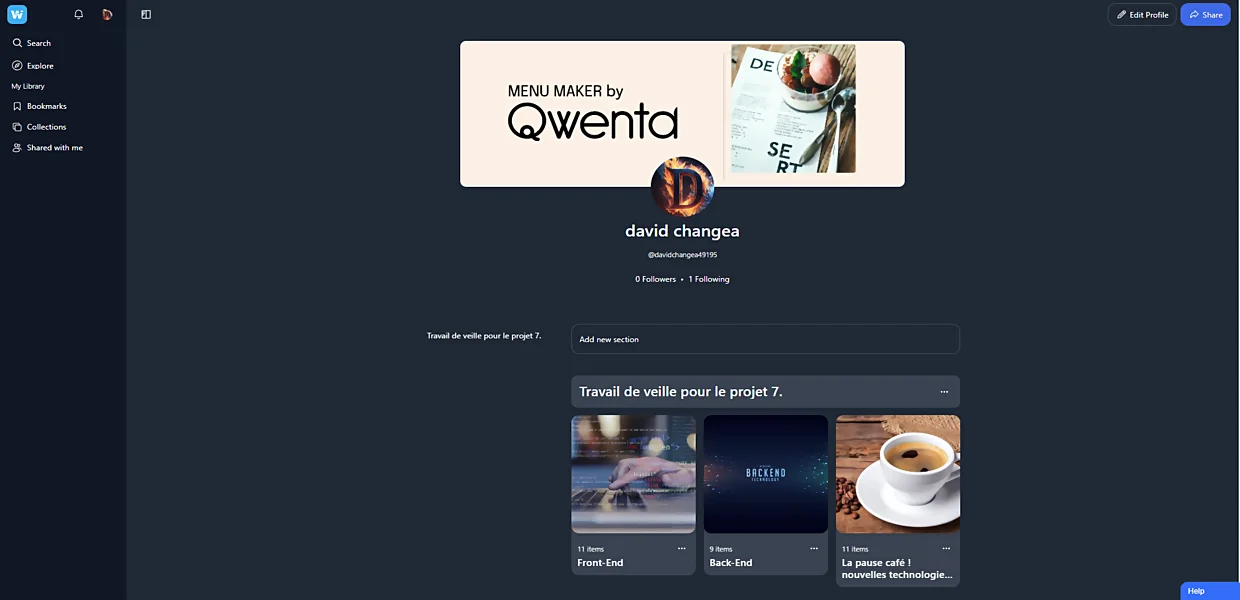 W
Search
Explore
My Library
Bookmarks
Collections
Shared with me
Edit Profile
Share
MENU MAKER by
Qwenta
DE
SE
RT
D
david changea
@davidchangea49195
0 Followers • 1 Following
Travail de veille pour le projet 7.
Add new section
Travail de veille pour le projet 7.
BACKEND
TECHNOLOGY
11 items
Front-End
9 items
Back-End
11 items
La pause café !
nouvelles technologie...
Help